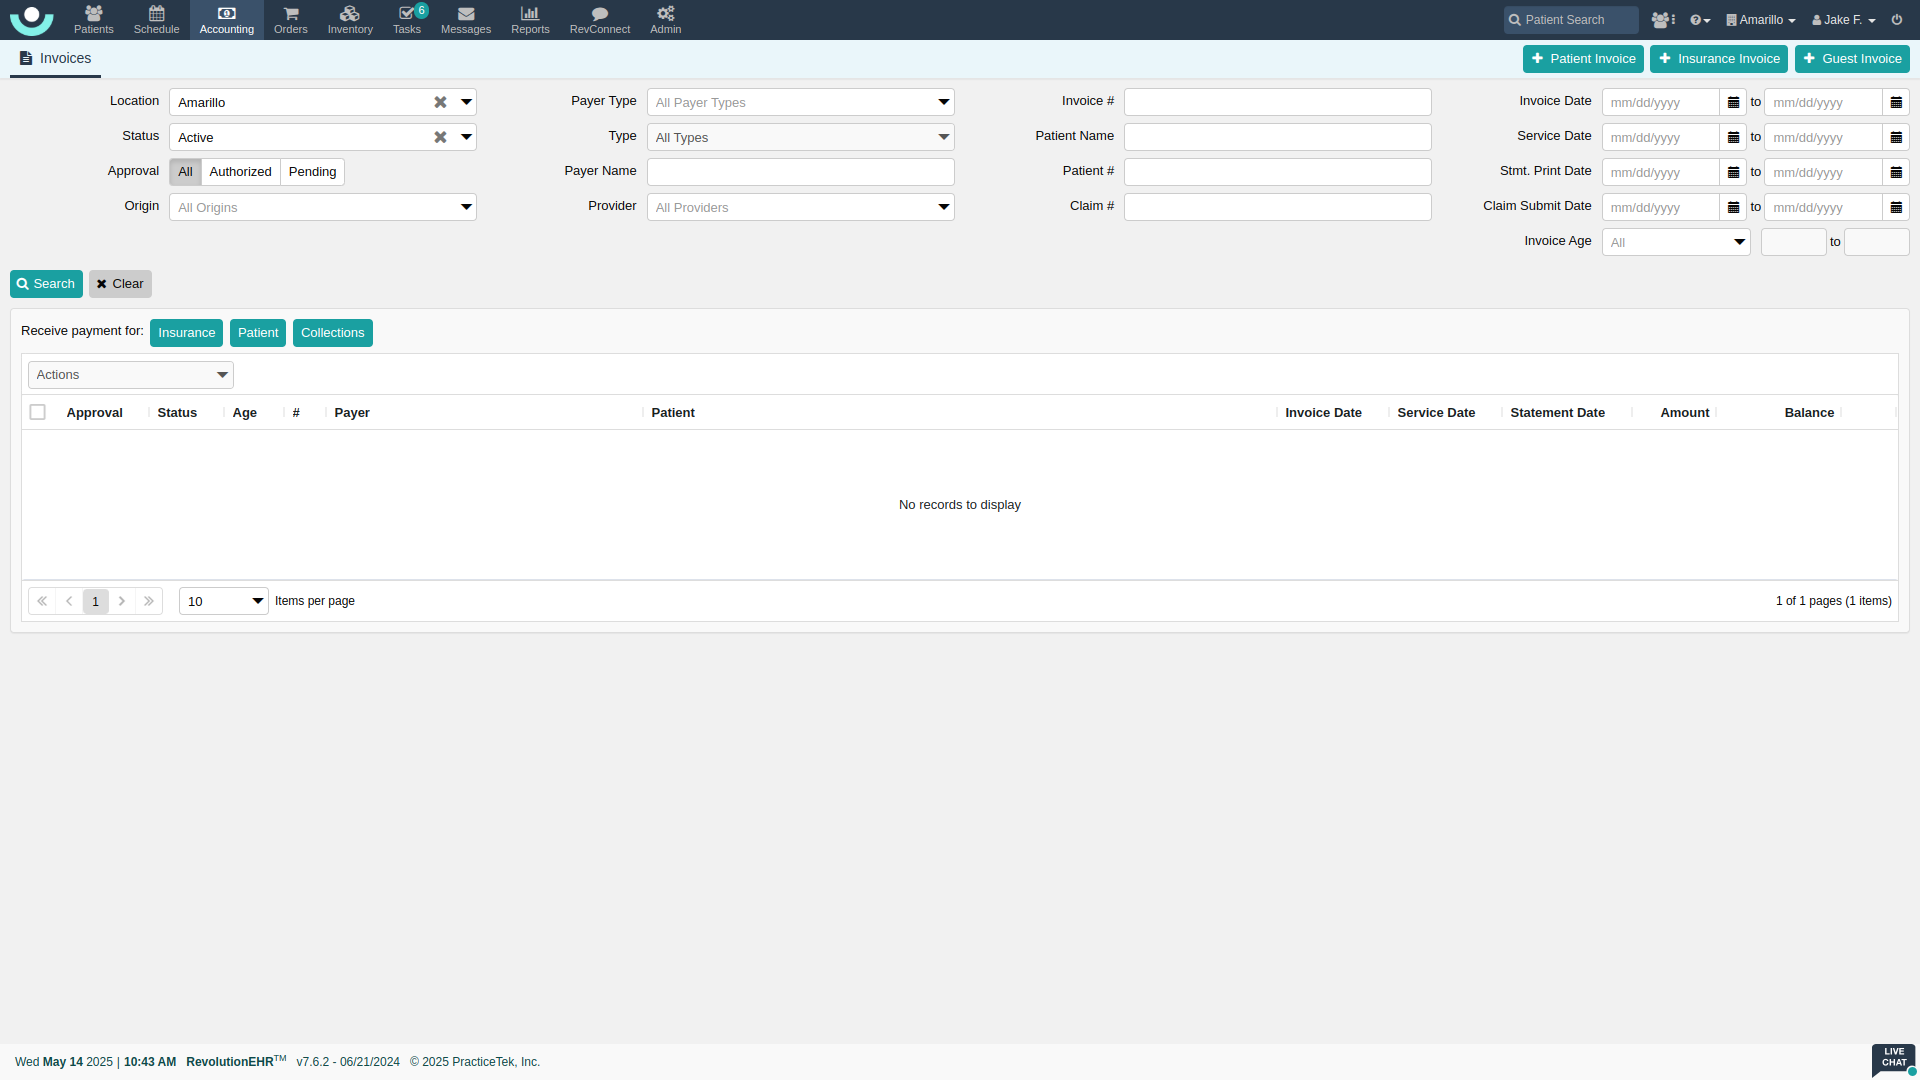 Patients Schedule Accounting Orders Inventory Tasks 6 Messages Reports RevConnect Admin Patient Search Amarillo Jake F.
Invoices + Patient Invoice + Insurance Invoice + Guest Invoice
Location Amarillo Payer Type All Payer Types Invoice # Invoice Date mm/dd/yyyy to mm/dd/yyyy
Status Active Type All Types Patient Name Service Date mm/dd/yyyy to mm/dd/yyyy
Approval All Authorized Pending Payer Name Patient # Stmt. Print Date mm/dd/yyyy to mm/dd/yyyy
Origin All Origins Provider All Providers Claim # Claim Submit Date mm/dd/yyyy to mm/dd/yyyy
Invoice Age All to
Search Clear
Receive payment for: Insurance Patient Collections
Actions
Approval Status Age # Payer Patient Invoice Date Service Date Statement Date Amount Balance
No records to display
1 10 Items per page 1 of 1 pages (1 items)
Wed May 14 2025 | 10:43 AM RevolutionEHR™ v7.6.2 - 06/21/2024 © 2025 PracticeTek, Inc.
LIVE
CHAT